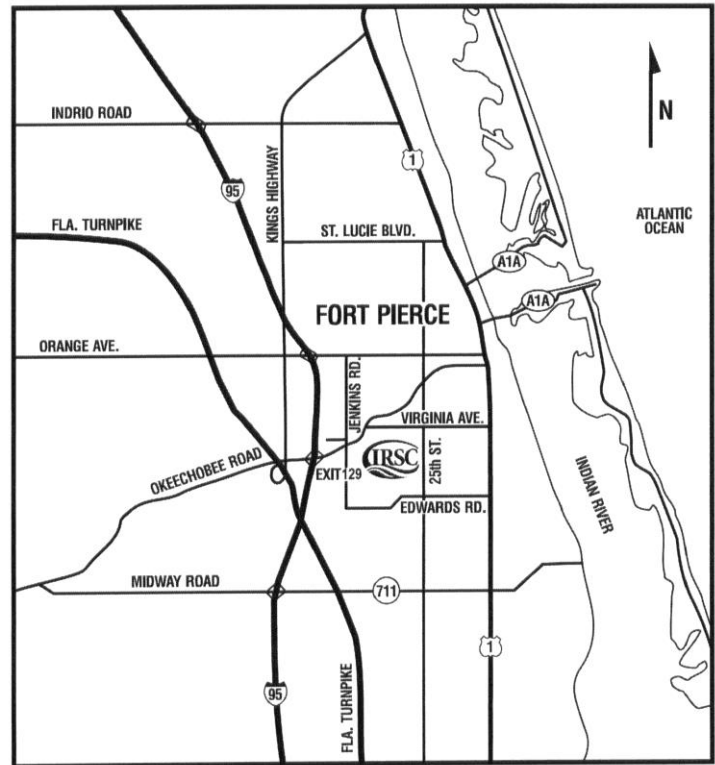 INDRIO ROAD
1
N
95
KINGS HIGHWAY
FLA. TURNPIKE
ST. LUCIE BLVD.
ATLANTIC
OCEAN
A1A
A1A
FORT PIERCE
ORANGE AVE.
JENKINS RD.
VIRGINIA AVE.
OKEECHOBEE ROAD
IRSC
25th ST.
EXIT129
EDWARDS RD.
INDIAN RIVER
MIDWAY ROAD
711
1
95
FLA. TURNPIKE